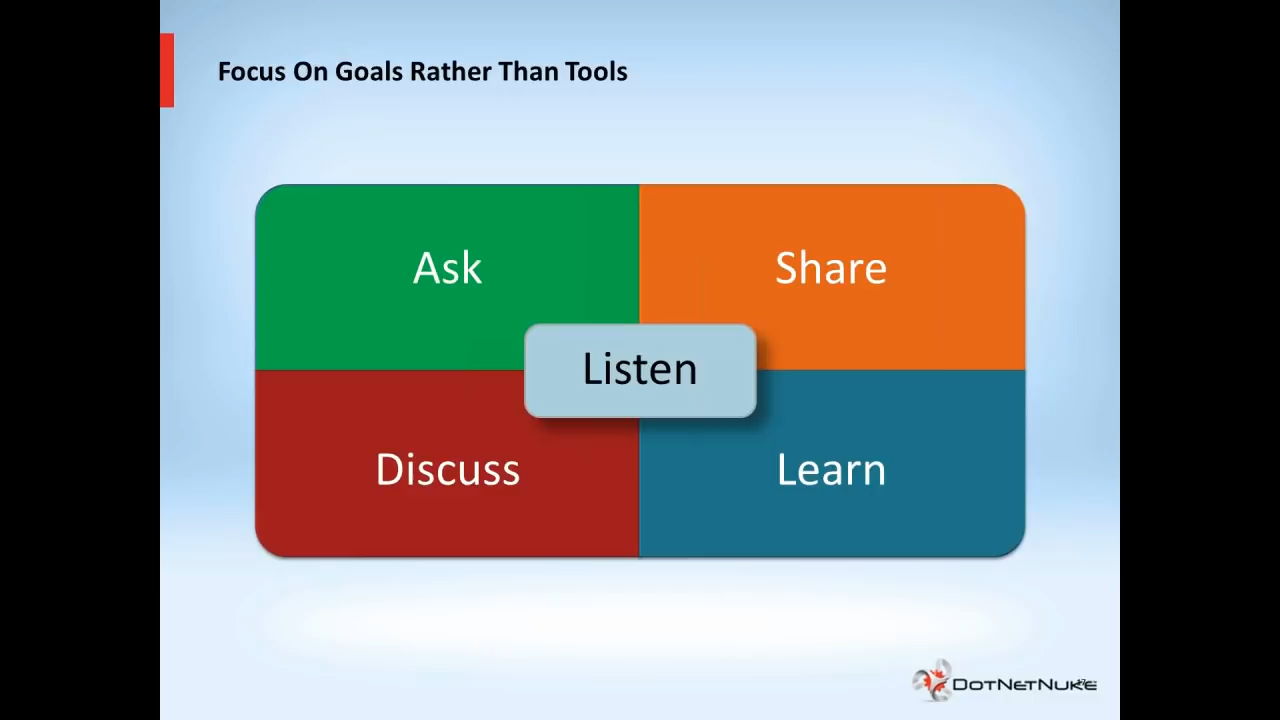 Focus On Goals Rather Than Tools
Ask
Share
Listen
Discuss
Learn
DotNetNuke